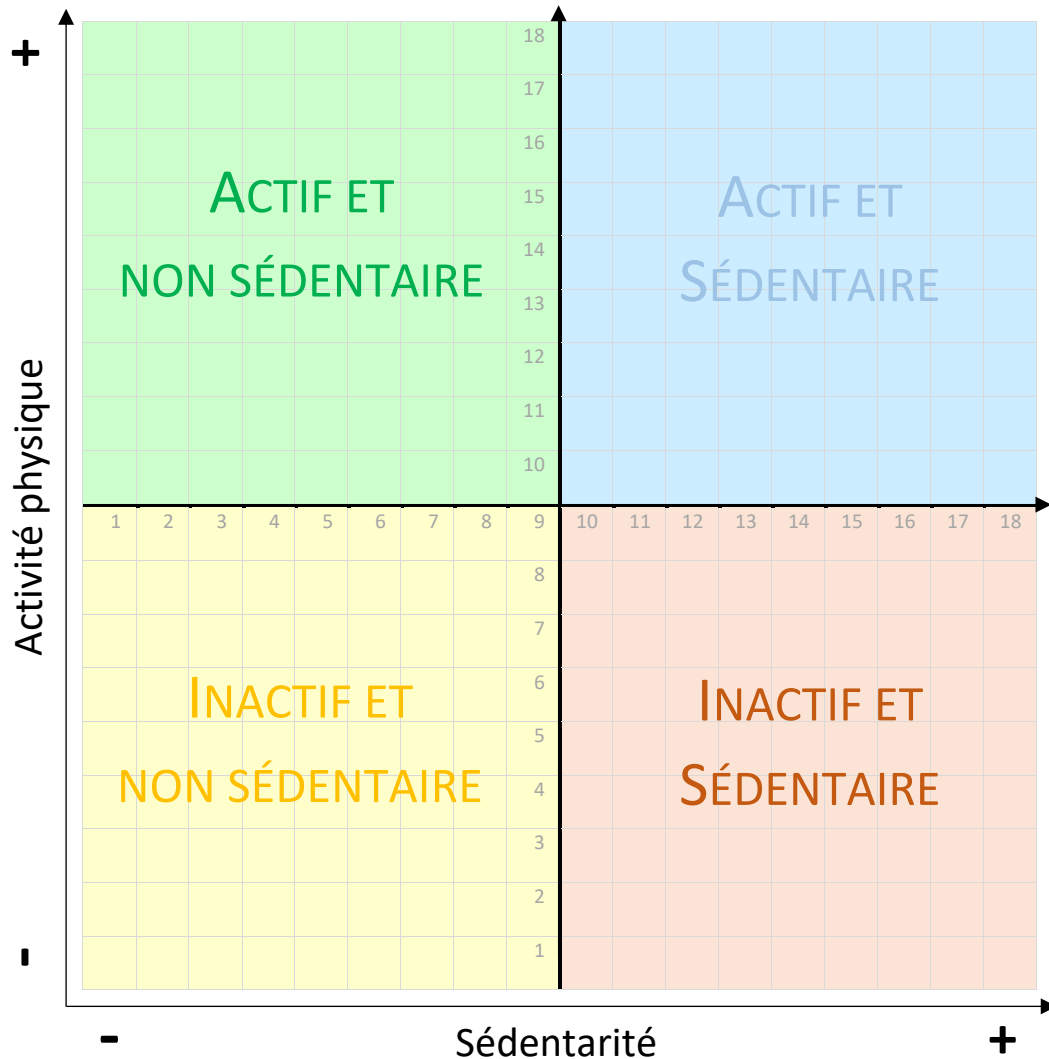 +
18
17
16
15
14
13
12
11
10
ACTIF ET
NON SÉDENTAIRE
ACTIF ET
SÉDENTAIRE
Activité physique
1 2 3 4 5 6 7 8 9 10 11 12 13 14 15 16 17 18
8
7
6
5
4
3
2
1
INACTIF ET
NON SÉDENTAIRE
INACTIF ET
SÉDENTAIRE
-
- Sédentarité +